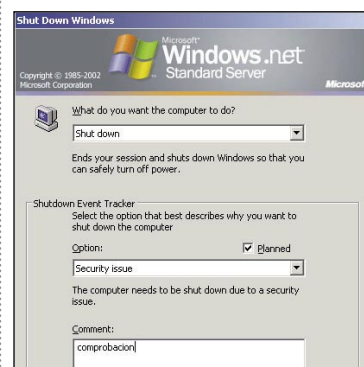 Shut Down Windows
Microsoft®
Windows.net
Standard Server
Copyright © 1985-2002
Microsoft Corporation
Microsof
What do you want the computer to do?
Shut down
Ends your session and shuts down Windows so that you
can safely turn off power.
Shutdown Event Tracker
Select the option that best describes why you want to
shut down the computer
Option:
Planned
Security issue
The computer needs to be shut down due to a security
issue.
Comment:
comprobacion